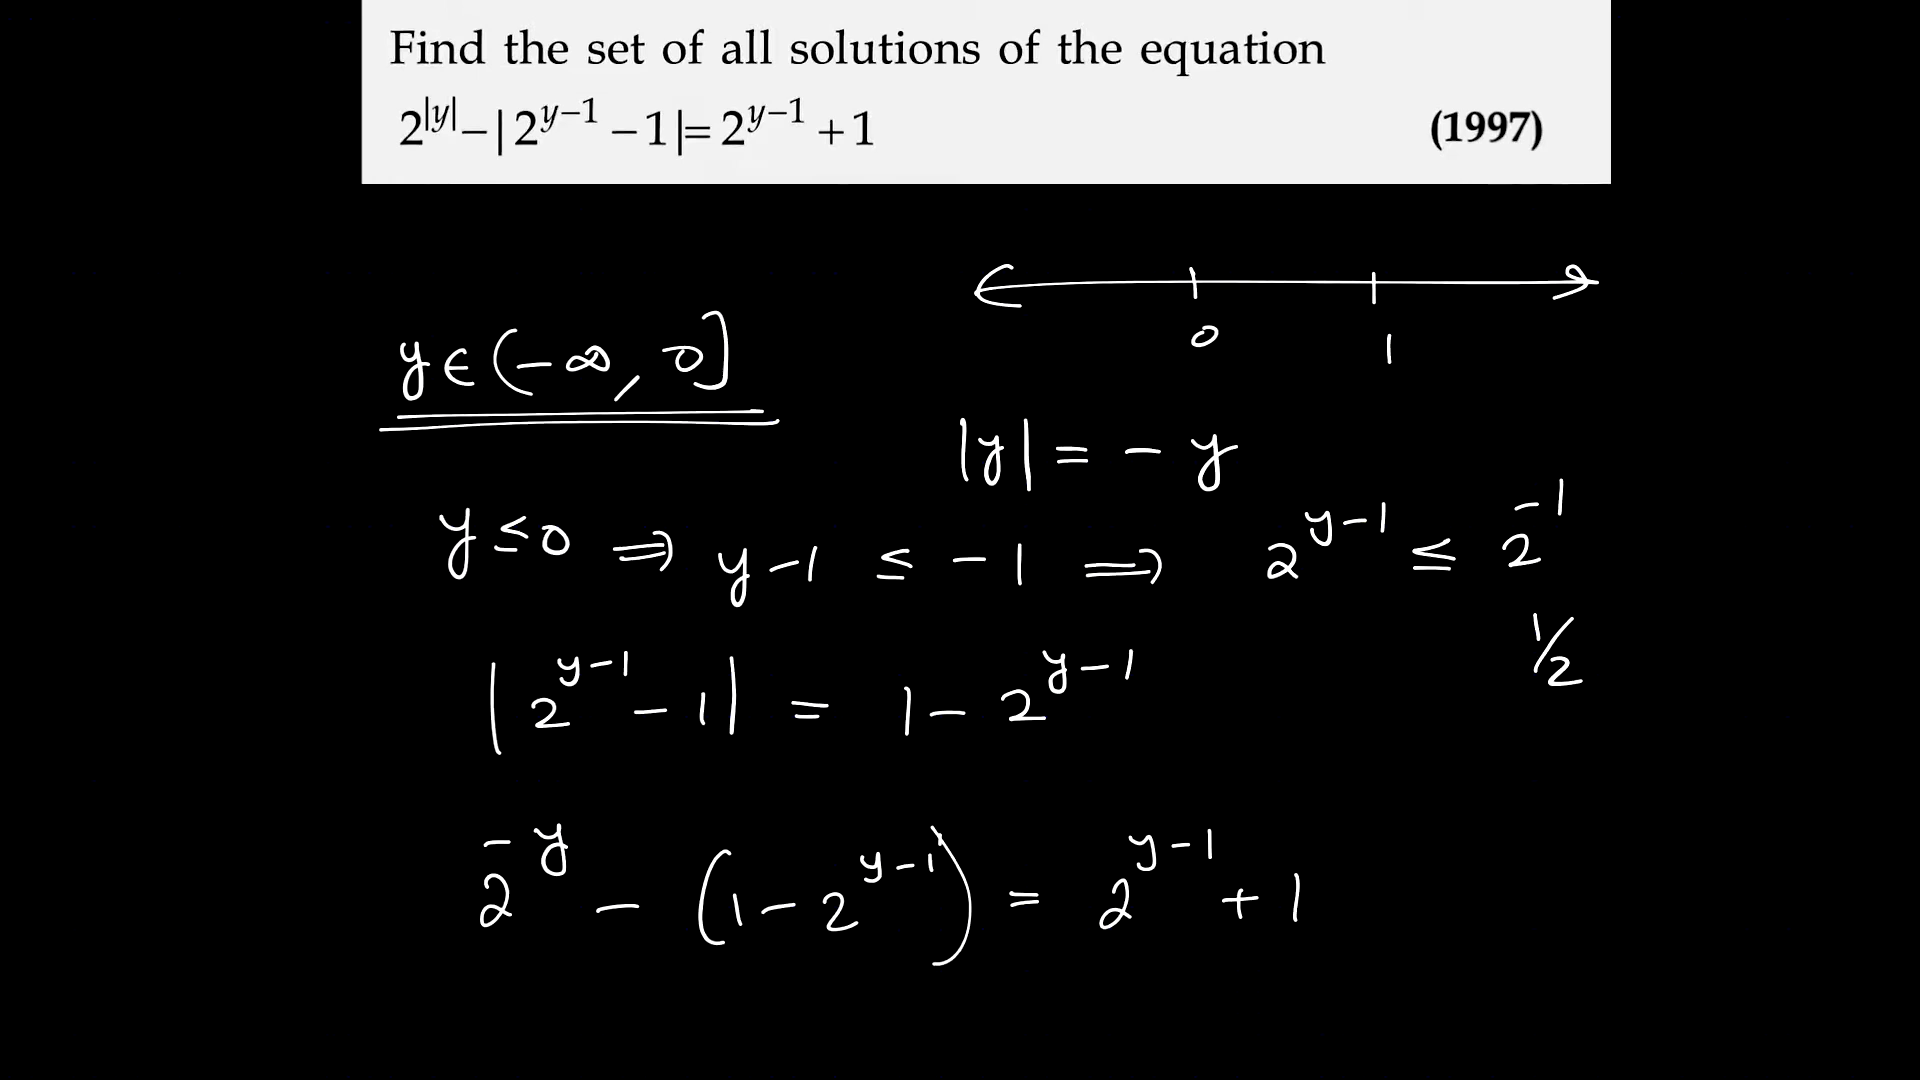 Find the set of all solutions of the equation
2^|y| − |2^(y−1) − 1| = 2^(y−1) + 1 (1997)
0 1
y ∈ (−∞, 0]
|y| = − y
y ≤ 0 ⟹ y−1 ≤ −1 ⟹ 2^(y−1) ≤ 2^(−1)
1/2
|2^(y−1) − 1| = 1 − 2^(y−1)
2^(−y) − (1 − 2^(y−1)) = 2^(y−1) + 1